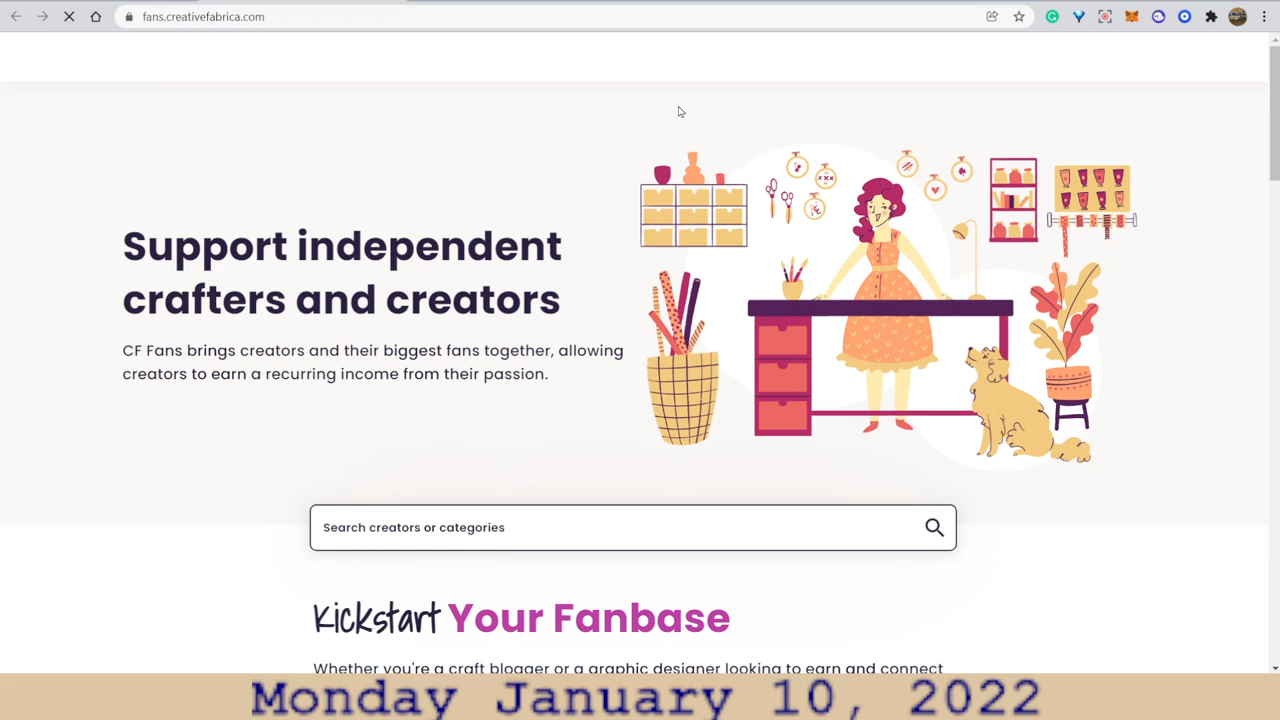 fans.creativefabrica.com
Support independent
crafters and creators
CF Fans brings creators and their biggest fans together, allowing
creators to earn a recurring income from their passion.
Search creators or categories
Kickstart Your Fanbase
Whether you're a craft blogger or a graphic designer looking to earn and connect
Monday January 10, 2022